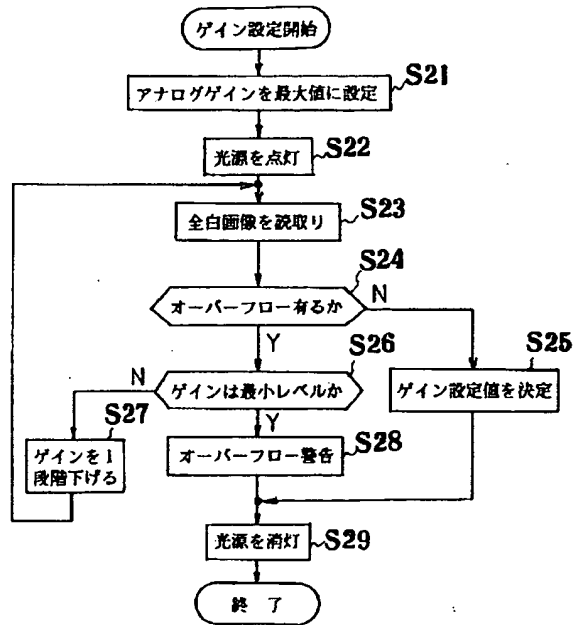 ゲイン設定開始
S21
アナログゲインを最大値に設定
S22
光源を点灯
S23
全白画像を読取り
S24
オーバーフロー有るか
N
Y
S25
ゲイン設定値を決定
S26
ゲインは最小レベルか
N
Y
S27
ゲインを1
段階下げる
S28
オーバーフロー警告
S29
光源を消灯
終 了